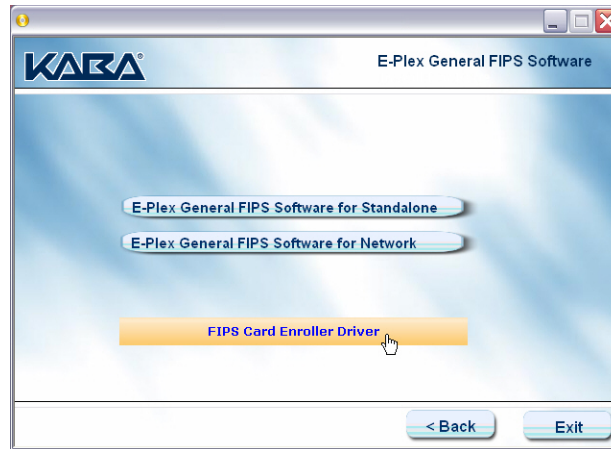 KABA
E-Plex General FIPS Software
E-Plex General FIPS Software for Standalone
E-Plex General FIPS Software for Network
FIPS Card Enroller Driver
< Back
Exit